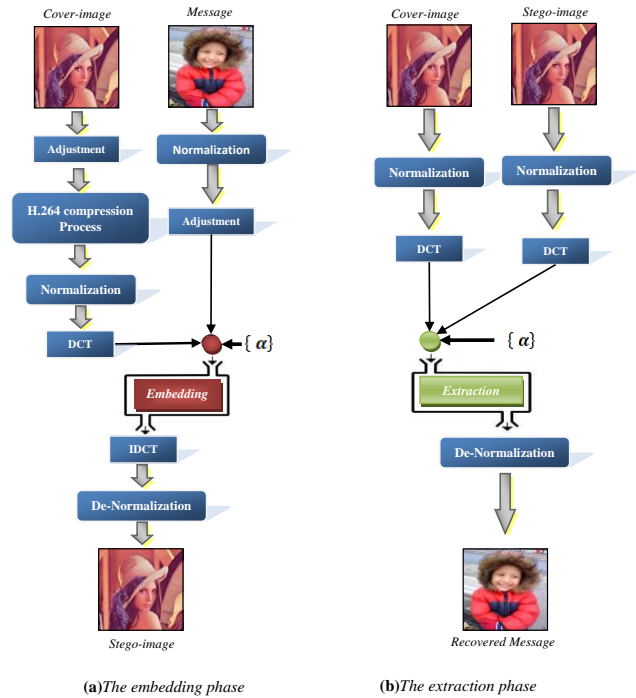 Cover-image
Message
Adjustment
Normalization
H.264 compression
Process
Adjustment
Normalization
DCT
{ α}
Embedding
IDCT
De-Normalization
Stego-image
(a)The embedding phase
Cover-image
Stego-image
Normalization
Normalization
DCT
DCT
{ α}
Extraction
De-Normalization
Recovered Message
(b)The extraction phase